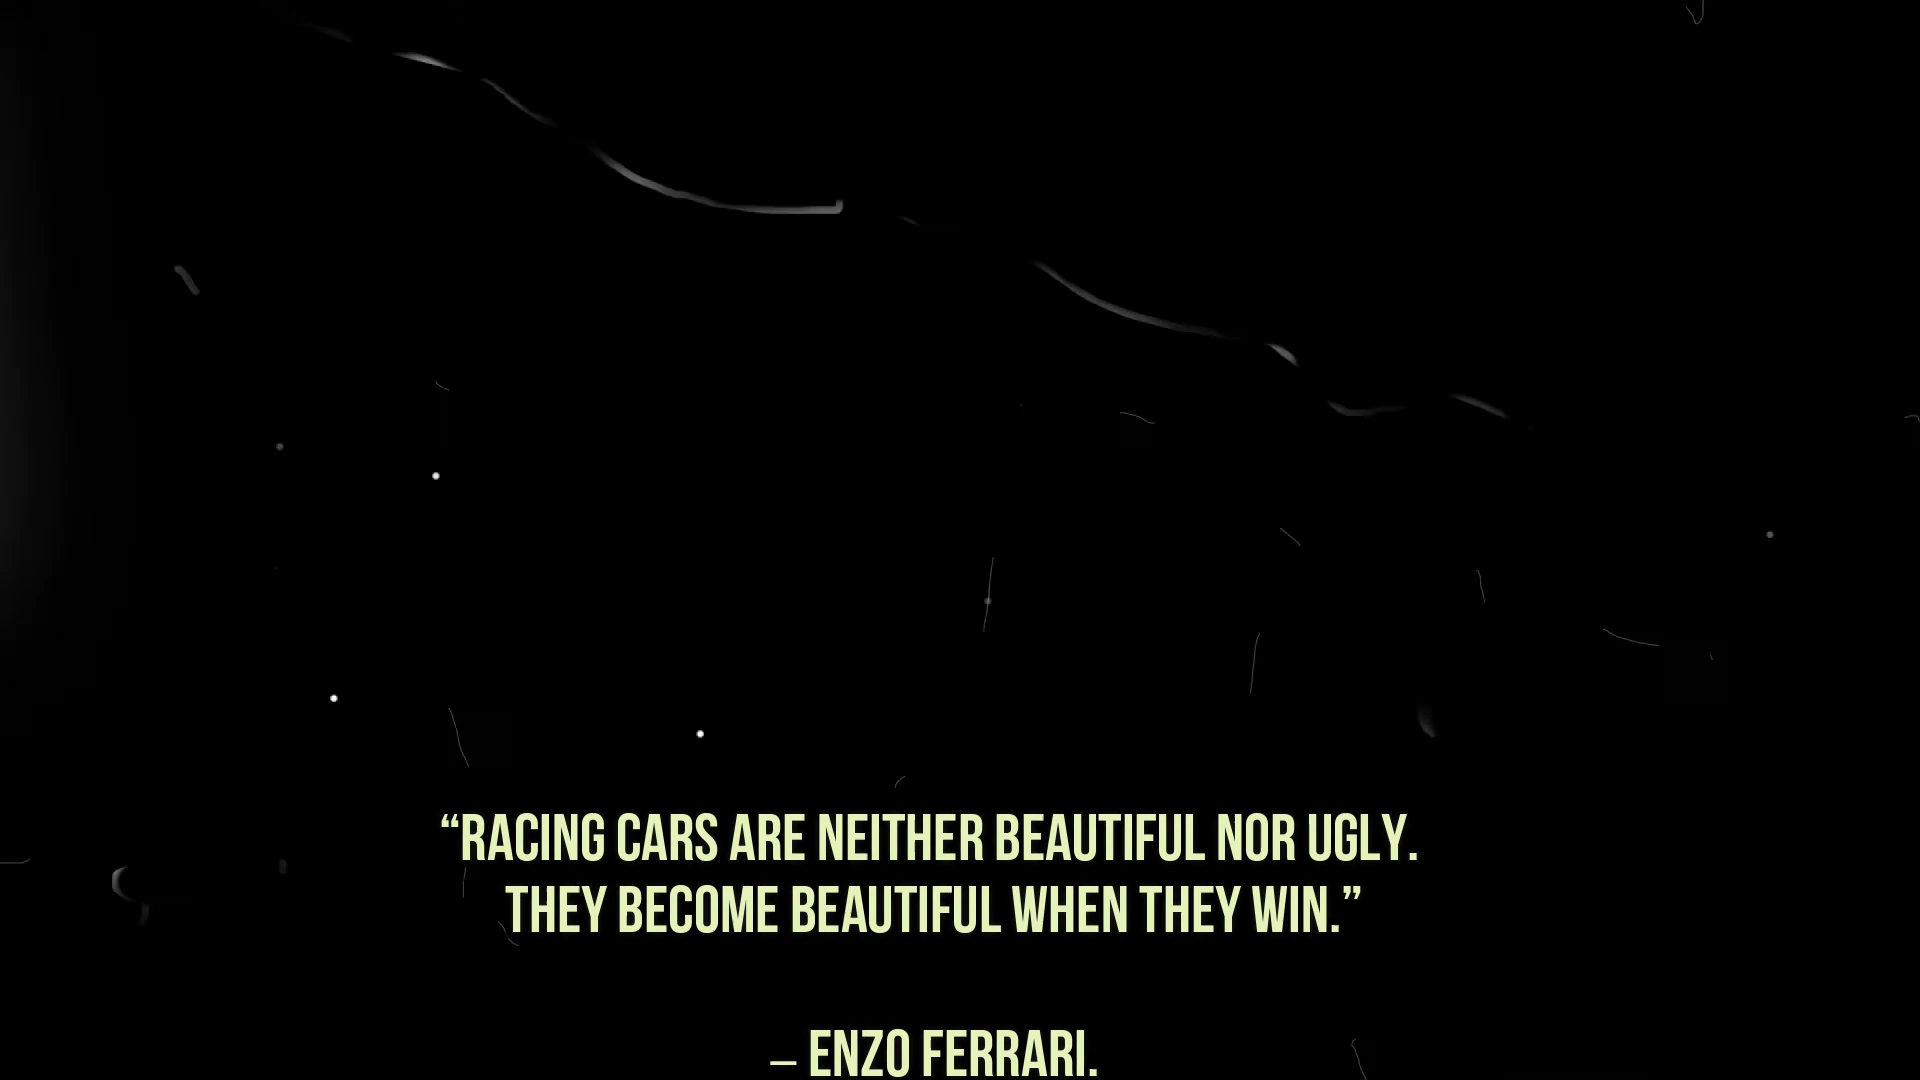 “RACING CARS ARE NEITHER BEAUTIFUL NOR UGLY.
THEY BECOME BEAUTIFUL WHEN THEY WIN.”
– ENZO FERRARI.